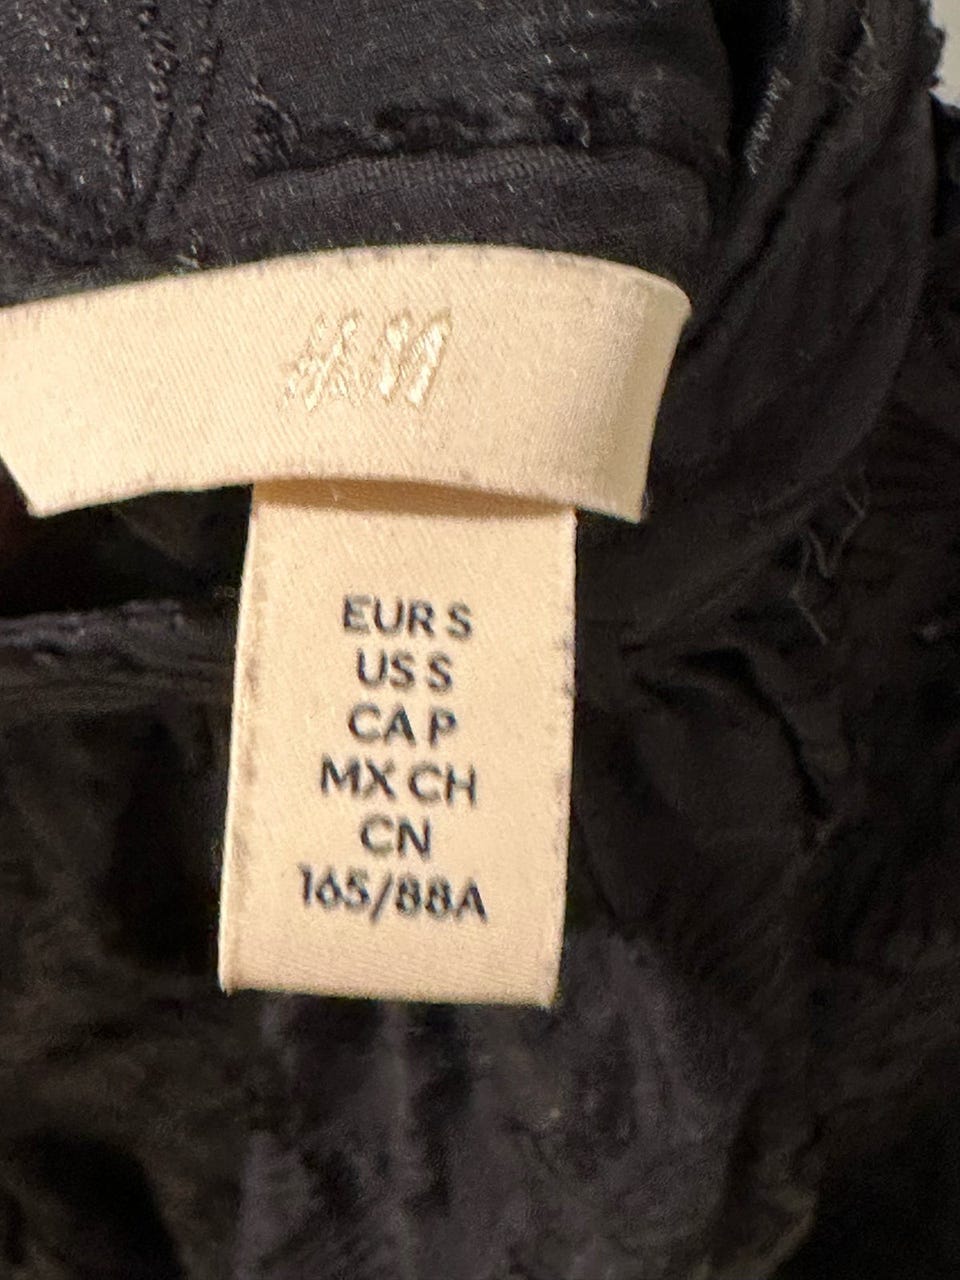 H&M
EUR S
US S
CA P
MX CH
CN
165/88A